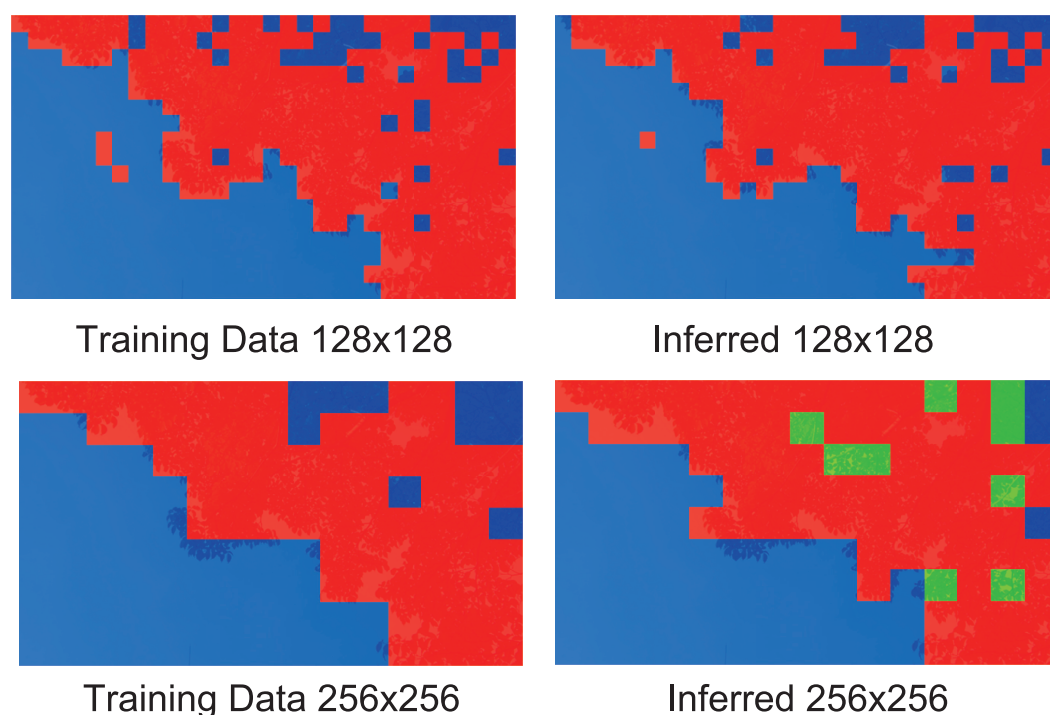 Training Data 128x128
Inferred 128x128
Training Data 256x256
Inferred 256x256